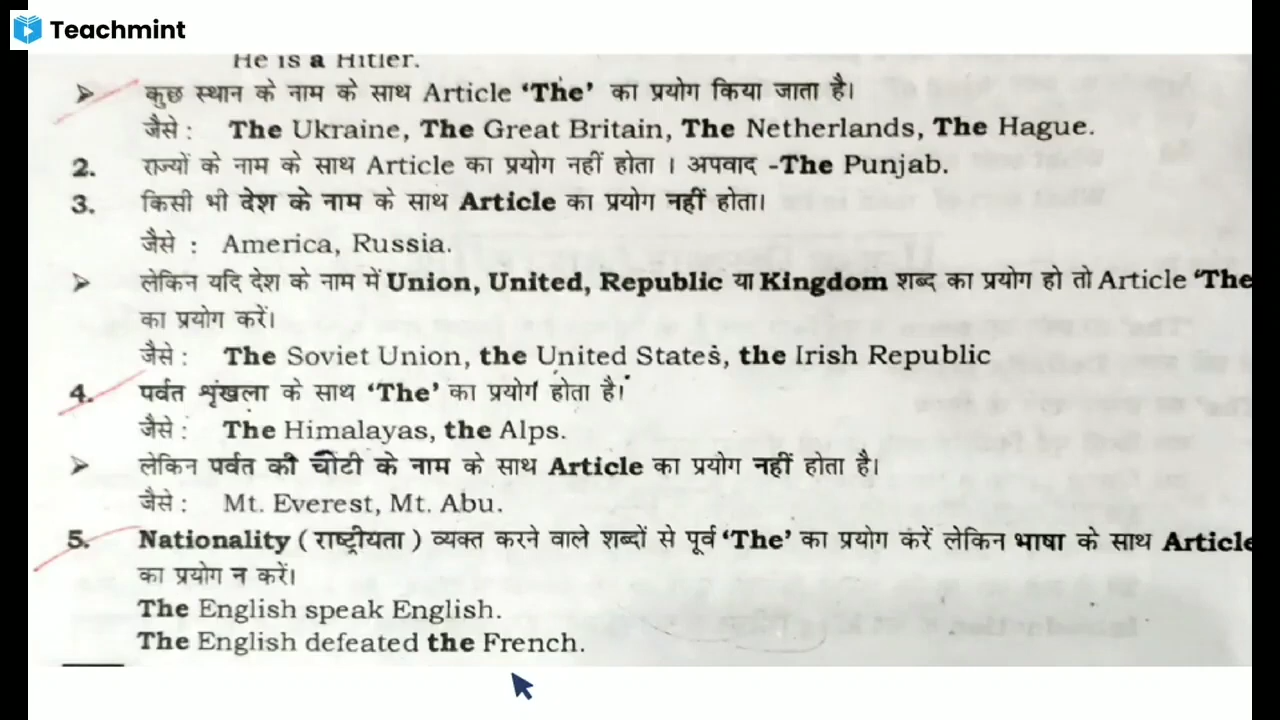 Teachmint
He is a Hitler.
➤ कुछ स्थान के नाम के साथ Article ‘The’ का प्रयोग किया जाता है।
जैसे : The Ukraine, The Great Britain, The Netherlands, The Hague.
2. राज्यों के नाम के साथ Article का प्रयोग नहीं होता । अपवाद -The Punjab.
3. किसी भी देश के नाम के साथ Article का प्रयोग नहीं होता।
जैसे : America, Russia.
➤ लेकिन यदि देश के नाम में Union, United, Republic या Kingdom शब्द का प्रयोग हो तो Article ‘The
का प्रयोग करें।
जैसे : The Soviet Union, the United States, the Irish Republic
4. पर्वत श्रृंखला के साथ ‘The’ का प्रयोग होता है।
जैसे : The Himalayas, the Alps.
➤ लेकिन पर्वत की चोंटी के नाम के साथ Article का प्रयोग नहीं होता है।
जैसे : Mt. Everest, Mt. Abu.
5. Nationality ( राष्ट्रीयता ) व्यक्त करने वाले शब्दों से पूर्व ‘The’ का प्रयोग करें लेकिन भाषा के साथ Article
का प्रयोग न करें।
The English speak English.
The English defeated the French.